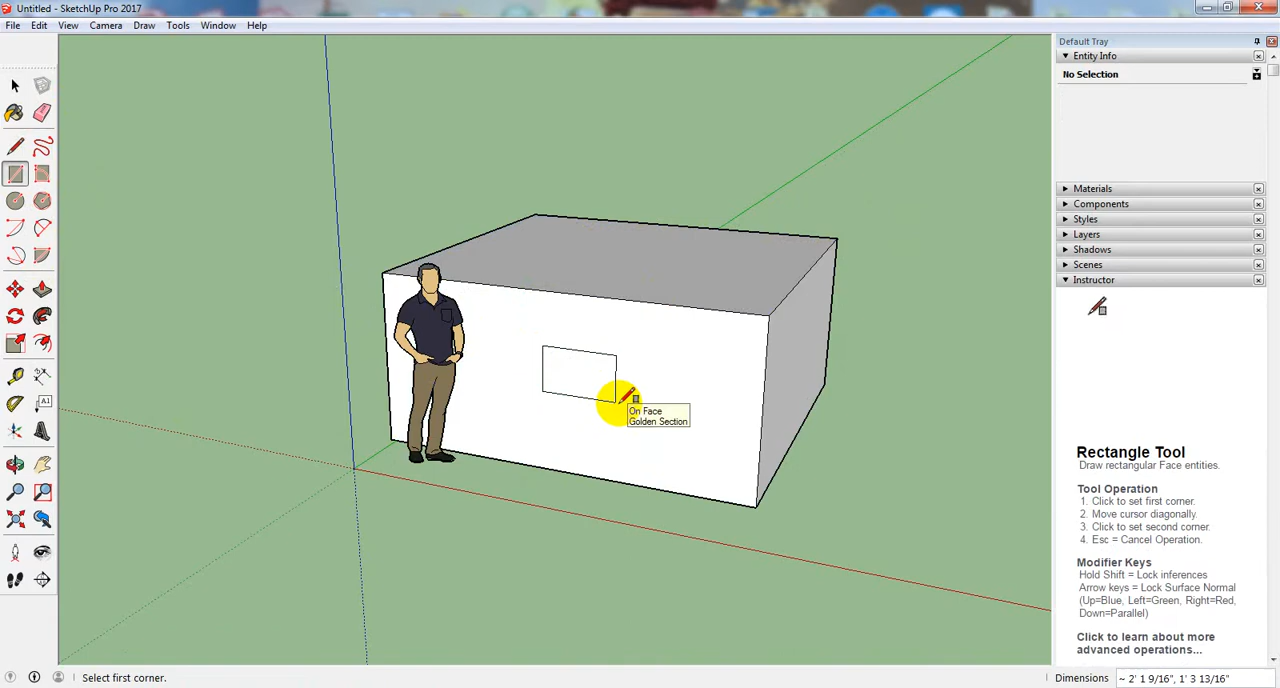 Untitled - SketchUp Pro 2017
File Edit View Camera Draw Tools Window Help
Default Tray
Entity Info
No Selection
Materials
Components
Styles
Layers
Shadows
Scenes
Instructor
A1
On Face
Golden Section
Rectangle Tool
Draw rectangular Face entities.
Tool Operation
1. Click to set first corner.
2. Move cursor diagonally.
3. Click to set second corner.
4. Esc = Cancel Operation.
Modifier Keys
Hold Shift = Lock inferences
Arrow keys = Lock Surface Normal
(Up=Blue, Left=Green, Right=Red,
Down=Parallel)
Click to learn about more
advanced operations...
Select first corner.
Dimensions ~ 2' 1 9/16", 1' 3 13/16"